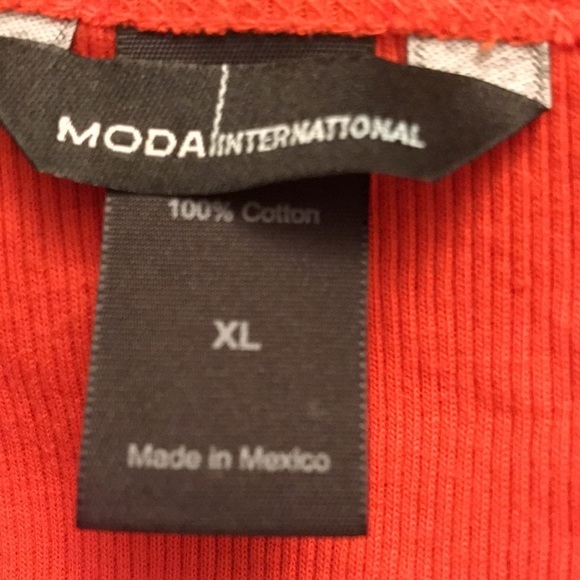 MODA INTERNATIONAL
100% Cotton
XL
Made in Mexico